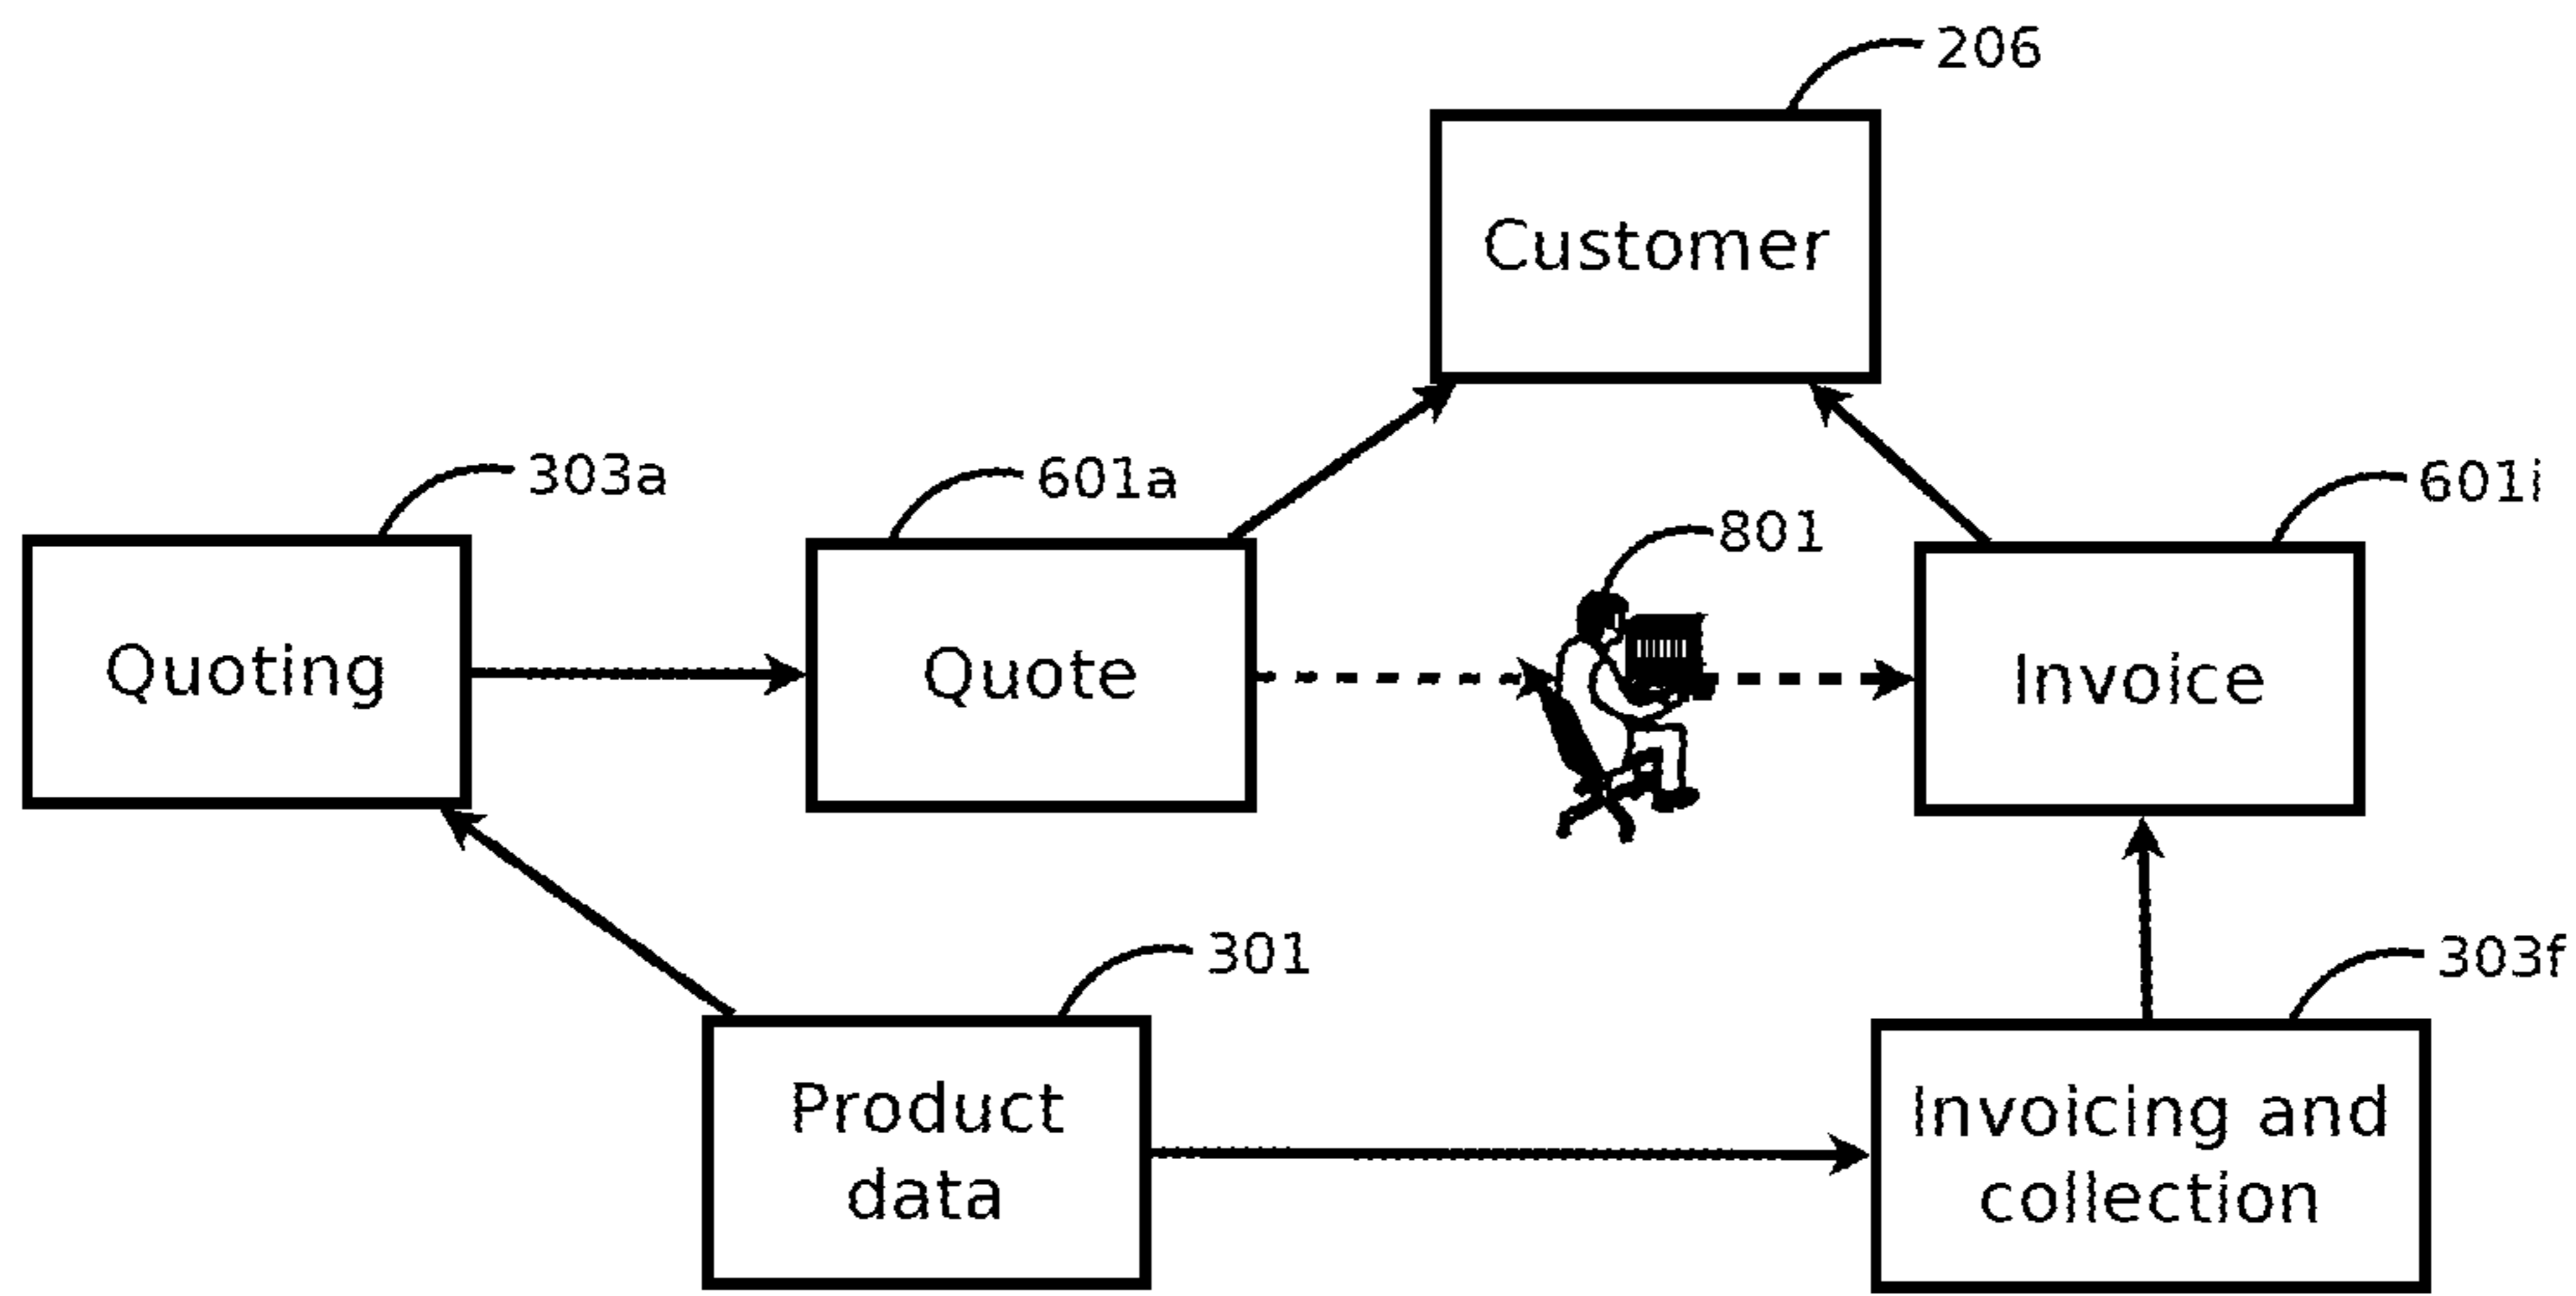 206
Customer
303a
601a
801
601i
Quoting
Quote
Invoice
301
303f
Product
data
Invoicing and
collection